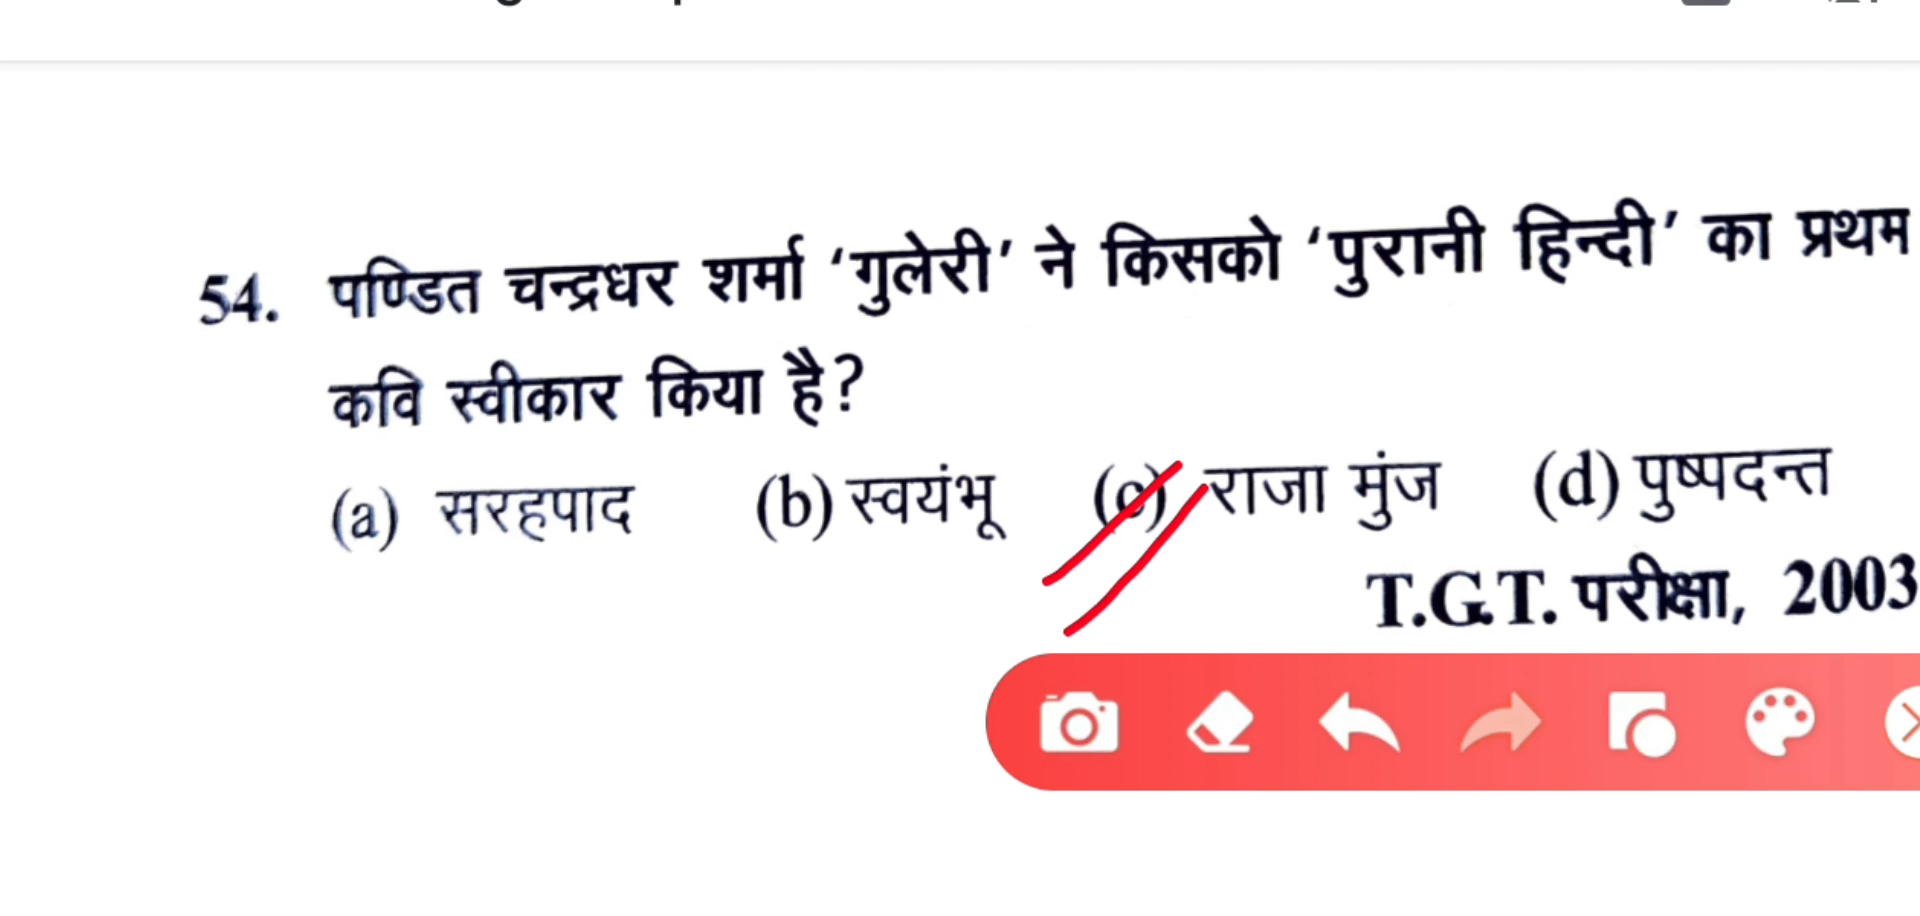 54. पण्डित चन्द्रधर शर्मा ‘गुलेरी’ ने किसको ‘पुरानी हिन्दी’ का प्रथम
कवि स्वीकार किया है?
(a) सरहपाद (b) स्वयंभू (c) राजा मुंज (d) पुष्पदन्त
T.G.T. परीक्षा, 2003